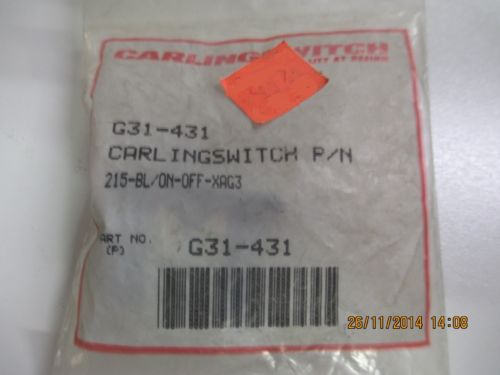 CARLINGSWITCH
G31-431
CARLINGSWITCH P/N
215-BL/ON-OFF-XAG3
ART NO.
(P)
G31-431
26/11/2014 14:08